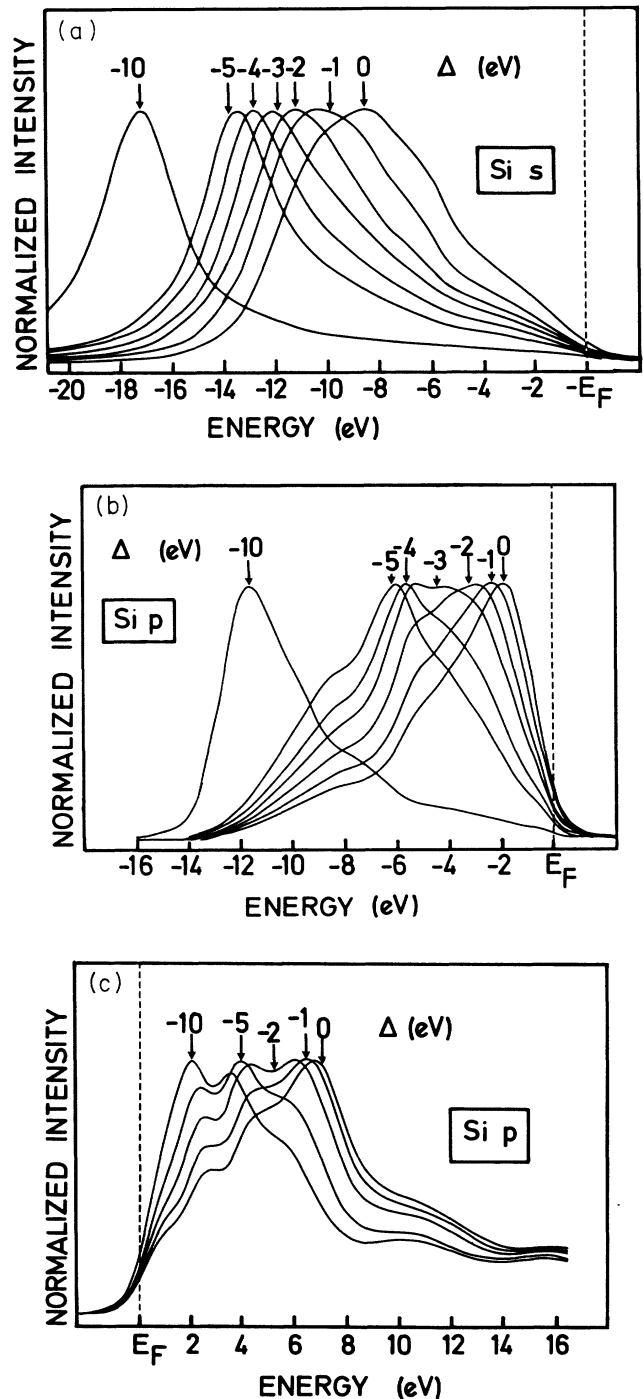 (a)
-10 -5 -4 -3 -2 -1 0 Δ (eV)
Si s
NORMALIZED INTENSITY
-20 -18 -16 -14 -12 -10 -8 -6 -4 -2 -E_F
ENERGY (eV)
(b)
Δ (eV) -10 -5 -4 -3 -2 -1 0
Si p
NORMALIZED INTENSITY
-16 -14 -12 -10 -8 -6 -4 -2 E_F
ENERGY (eV)
(c)
-10 -5 -2 -1 0 Δ (eV)
Si p
NORMALIZED INTENSITY
E_F 2 4 6 8 10 12 14 16
ENERGY (eV)